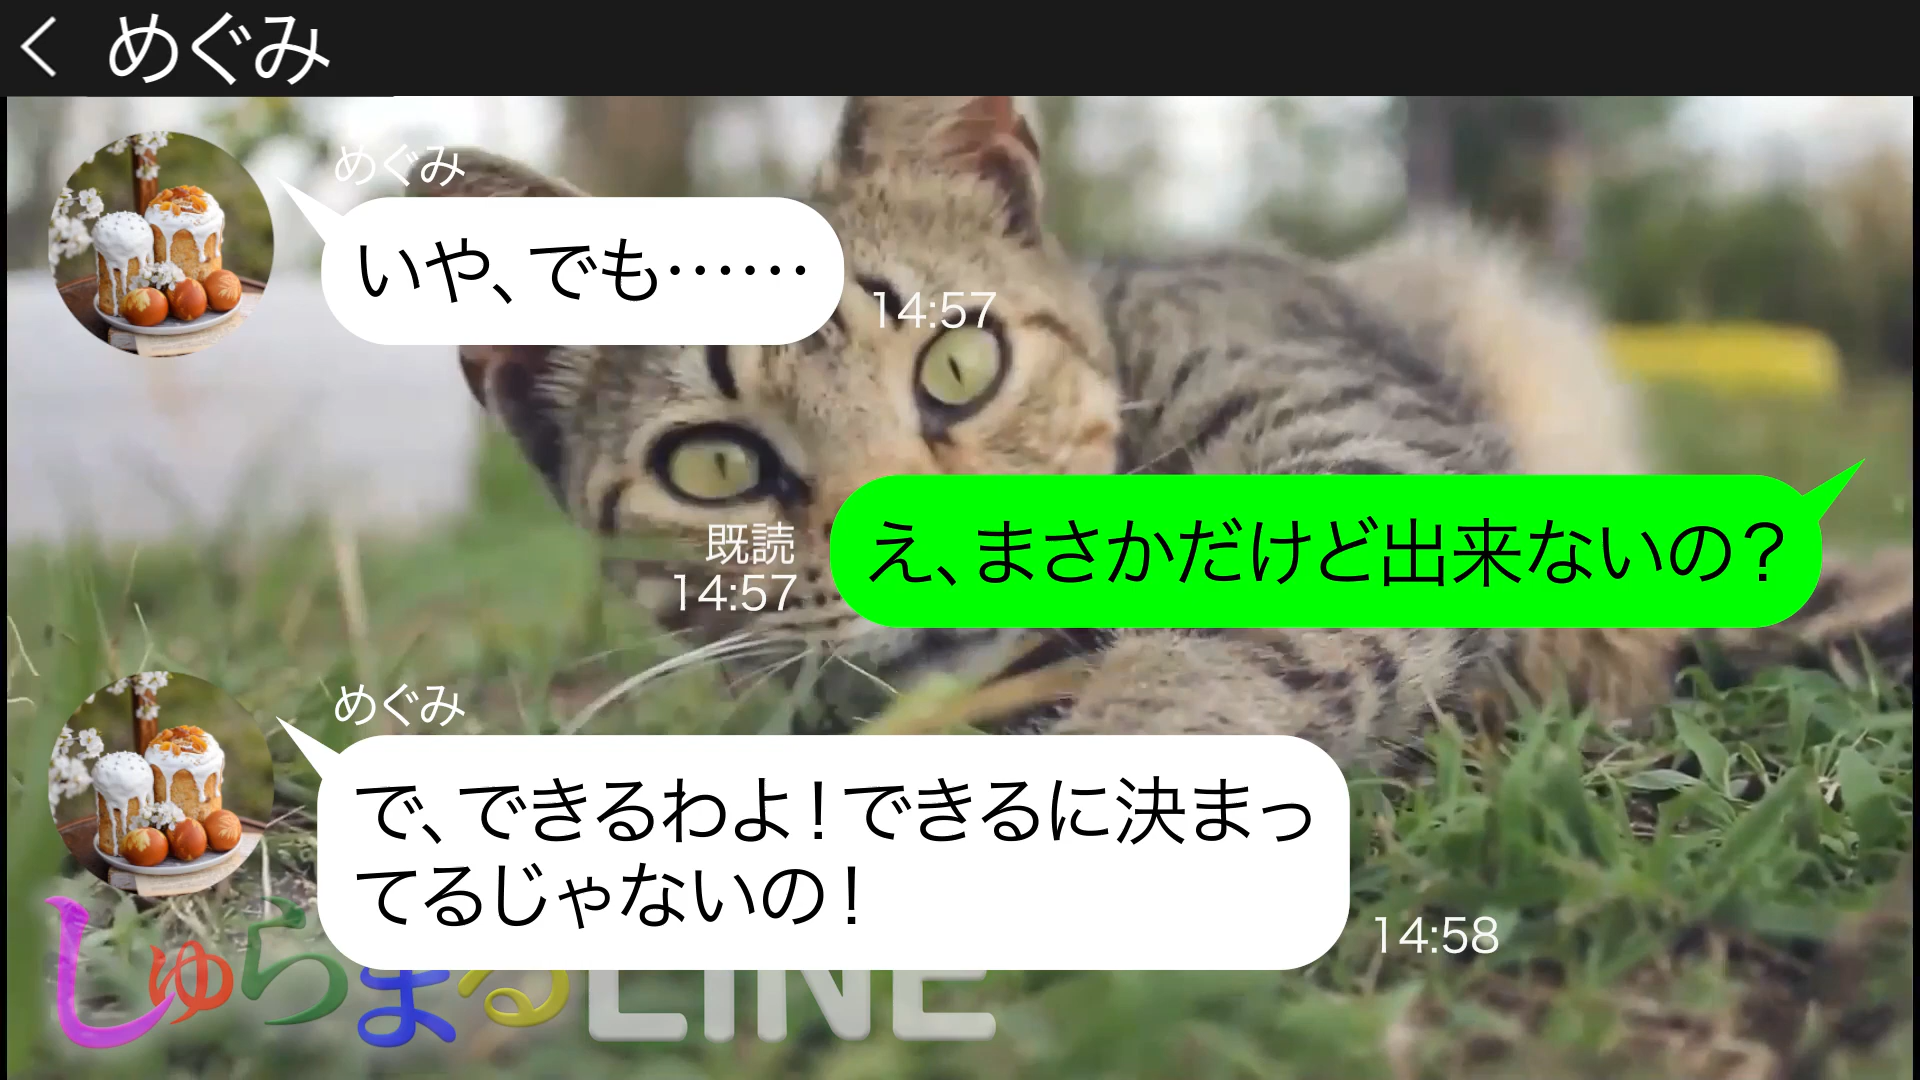 めぐみ
めぐみ
いや、でも……
14:57
え、まさかだけど出来ないの？
既読
14:57
めぐみ
で、できるわよ！できるに決まっ
てるじゃないの！
14:58
しゅらまるLINE